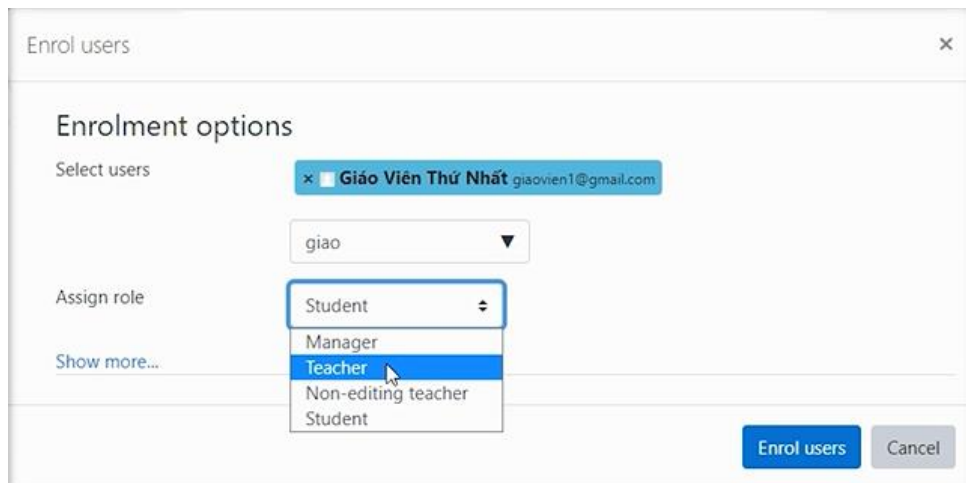 Enrol users ×
Enrolment options
Select users
× Giáo Viên Thứ Nhất giaovien1@gmail.com
giao ▼
Assign role
Student
Manager
Show more...
Teacher
Non-editing teacher
Student
Enrol users
Cancel